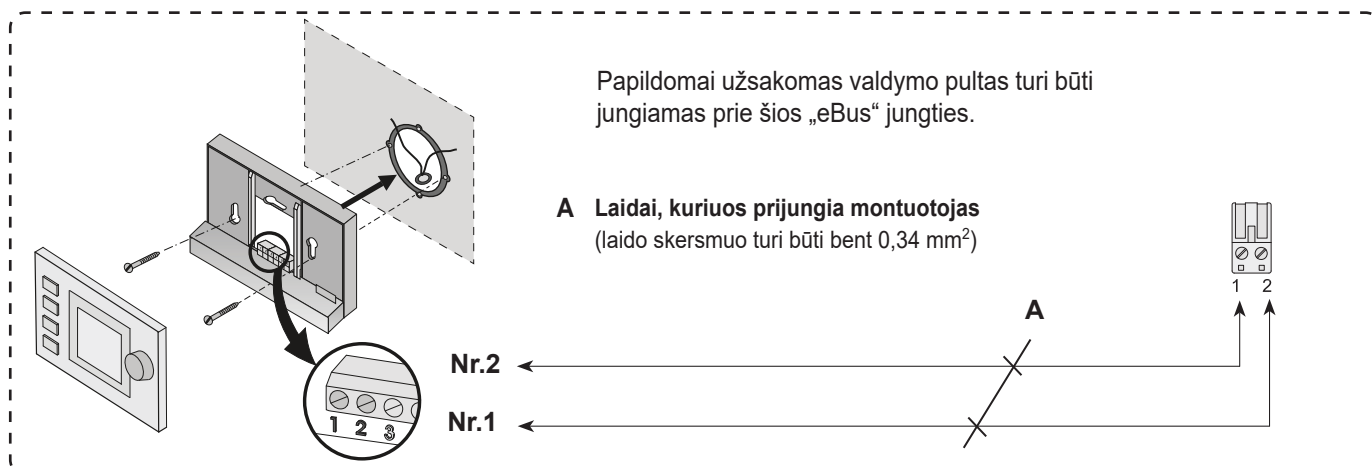 Papildomai užsakomas valdymo pultas turi būti
jungiamas prie šios „eBus“ jungties.
A Laidai, kuriuos prijungia montuotojas
(laido skersmuo turi būti bent 0,34 mm²)
1 2
A
Nr.2
Nr.1
1 2 3